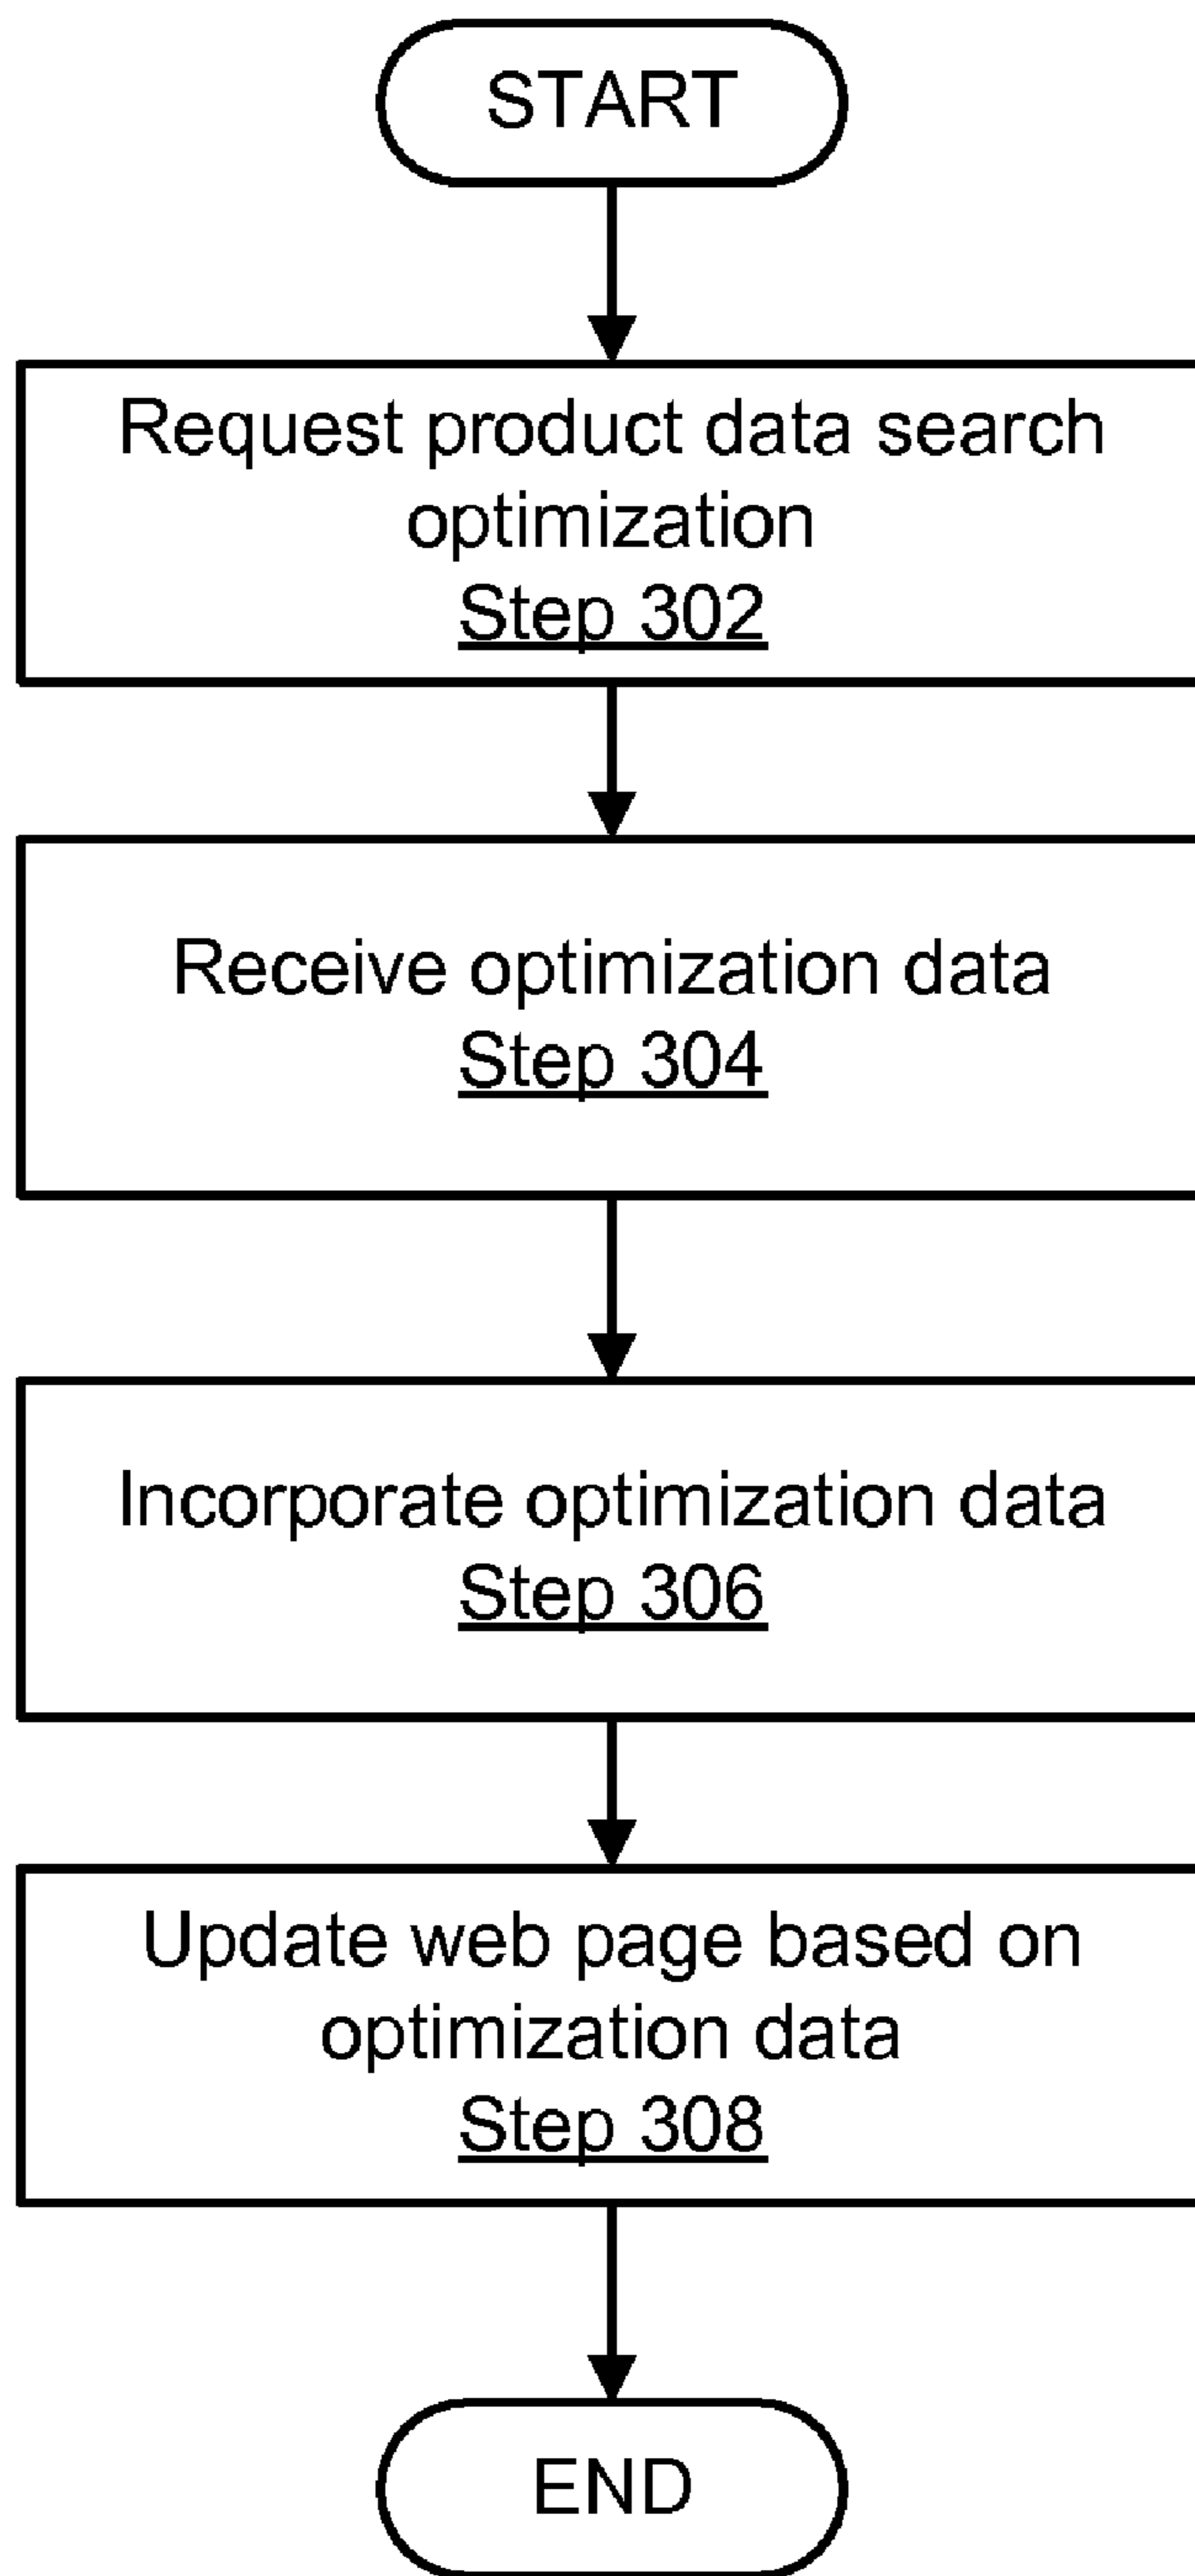 START
Request product data search
optimization
Step 302
Receive optimization data
Step 304
Incorporate optimization data
Step 306
Update web page based on
optimization data
Step 308
END